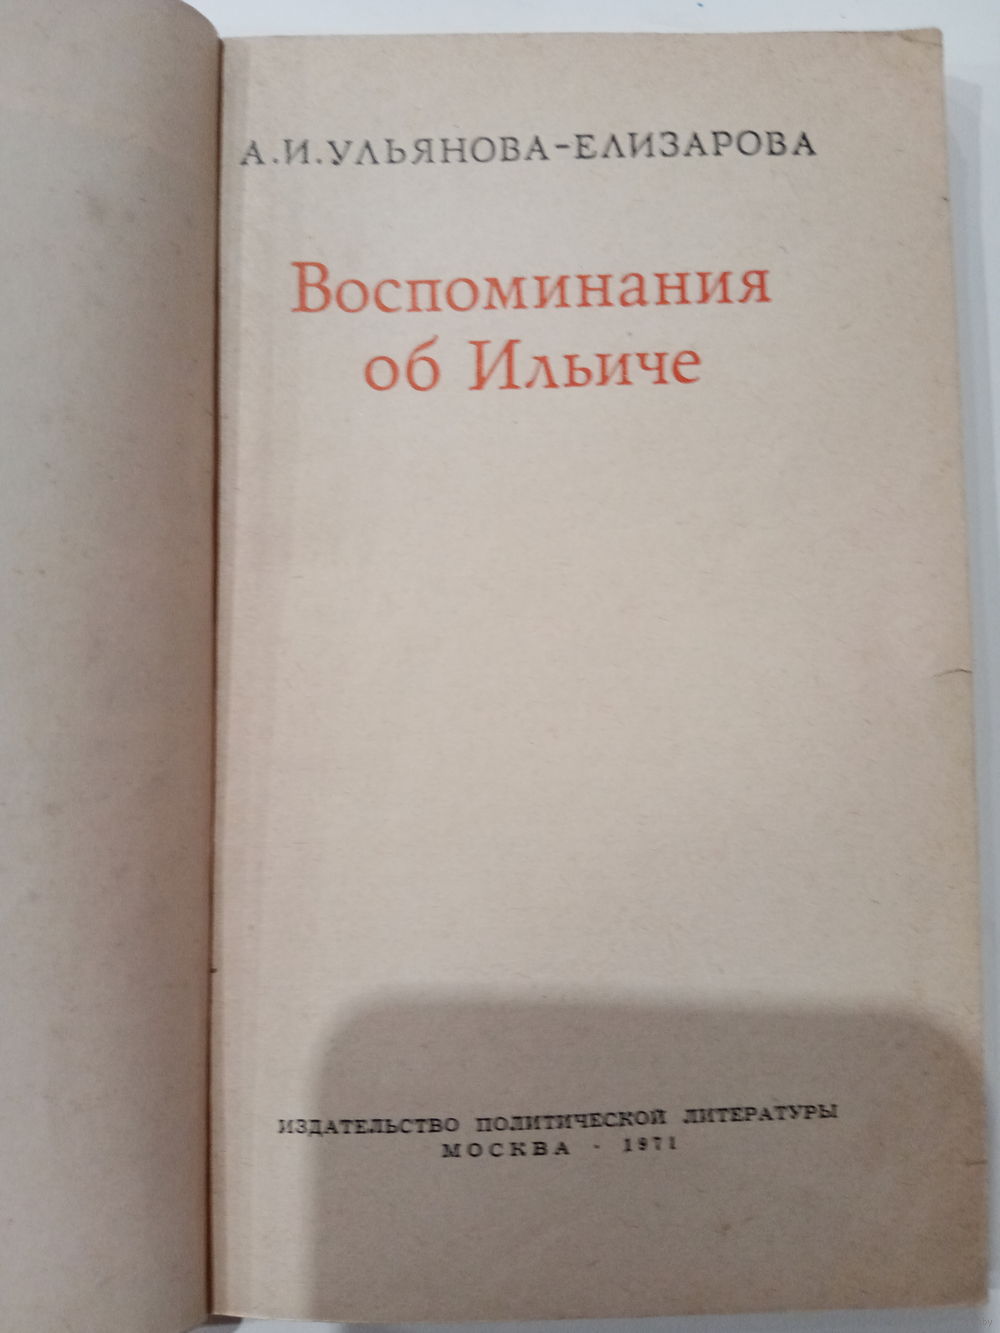 А.И.УЛЬЯНОВА-ЕЛИЗАРОВА
Воспоминания
об Ильиче
ИЗДАТЕЛЬСТВО ПОЛИТИЧЕСКОЙ ЛИТЕРАТУРЫ
МОСКВА · 1971